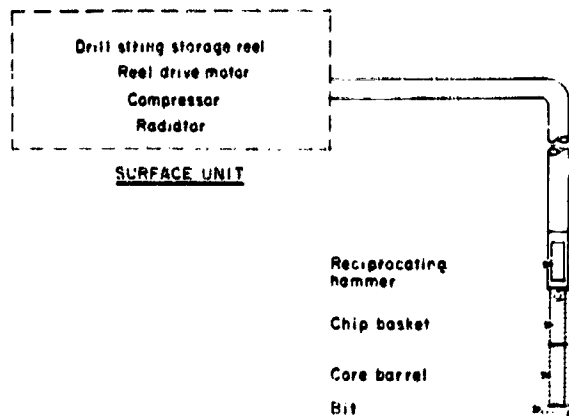 Drill string storage reel
Reel drive motor
Compressor
Radiator
SURFACE UNIT
Reciprocating
hammer
Chip basket
Core barrel
Bit